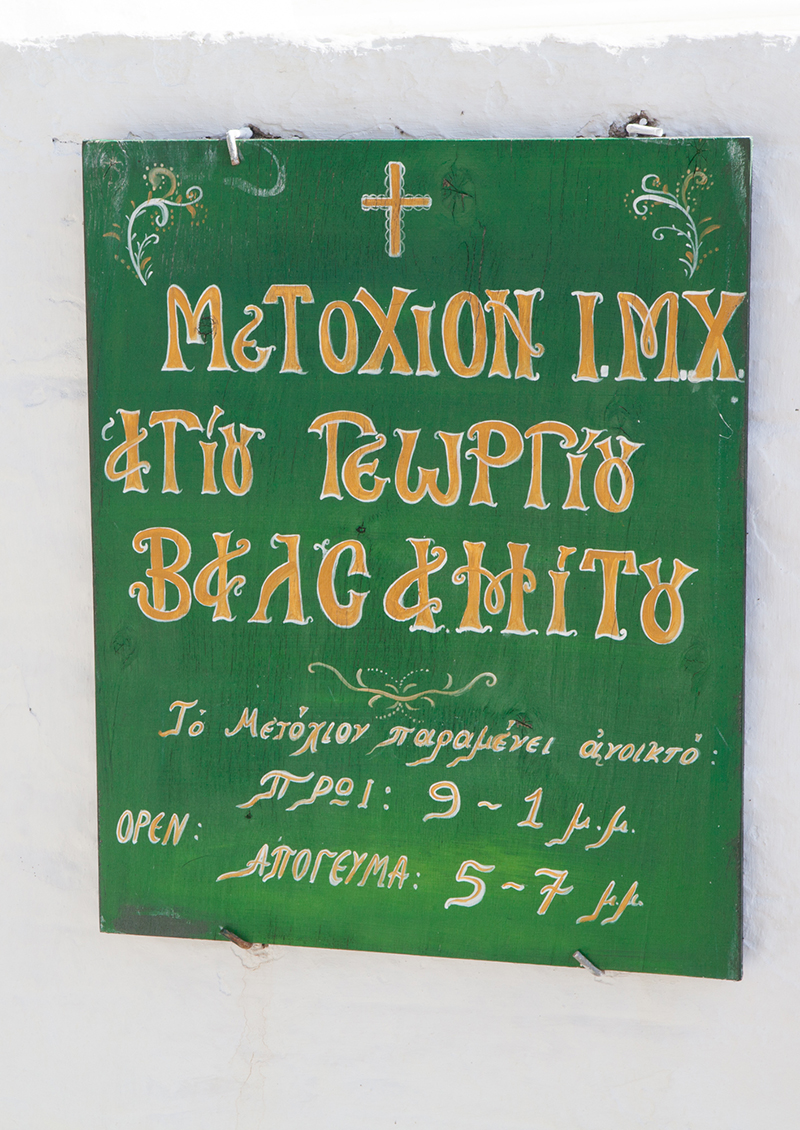 ΜΕΤΟΧΙΟΝ Ι.Μ.Χ.
ΑΓΙΟΥ ΓΕΩΡΓΙΟΥ
ΒΑΛΣΑΜΙΤΟΥ
Τὸ Μετόχιον παραμένει ἀνοικτό:
ΠΡΩΙ: 9~1 μ.μ.
OPEN:
ΑΠΟΓΕΥΜΑ: 5~7 μ.μ.